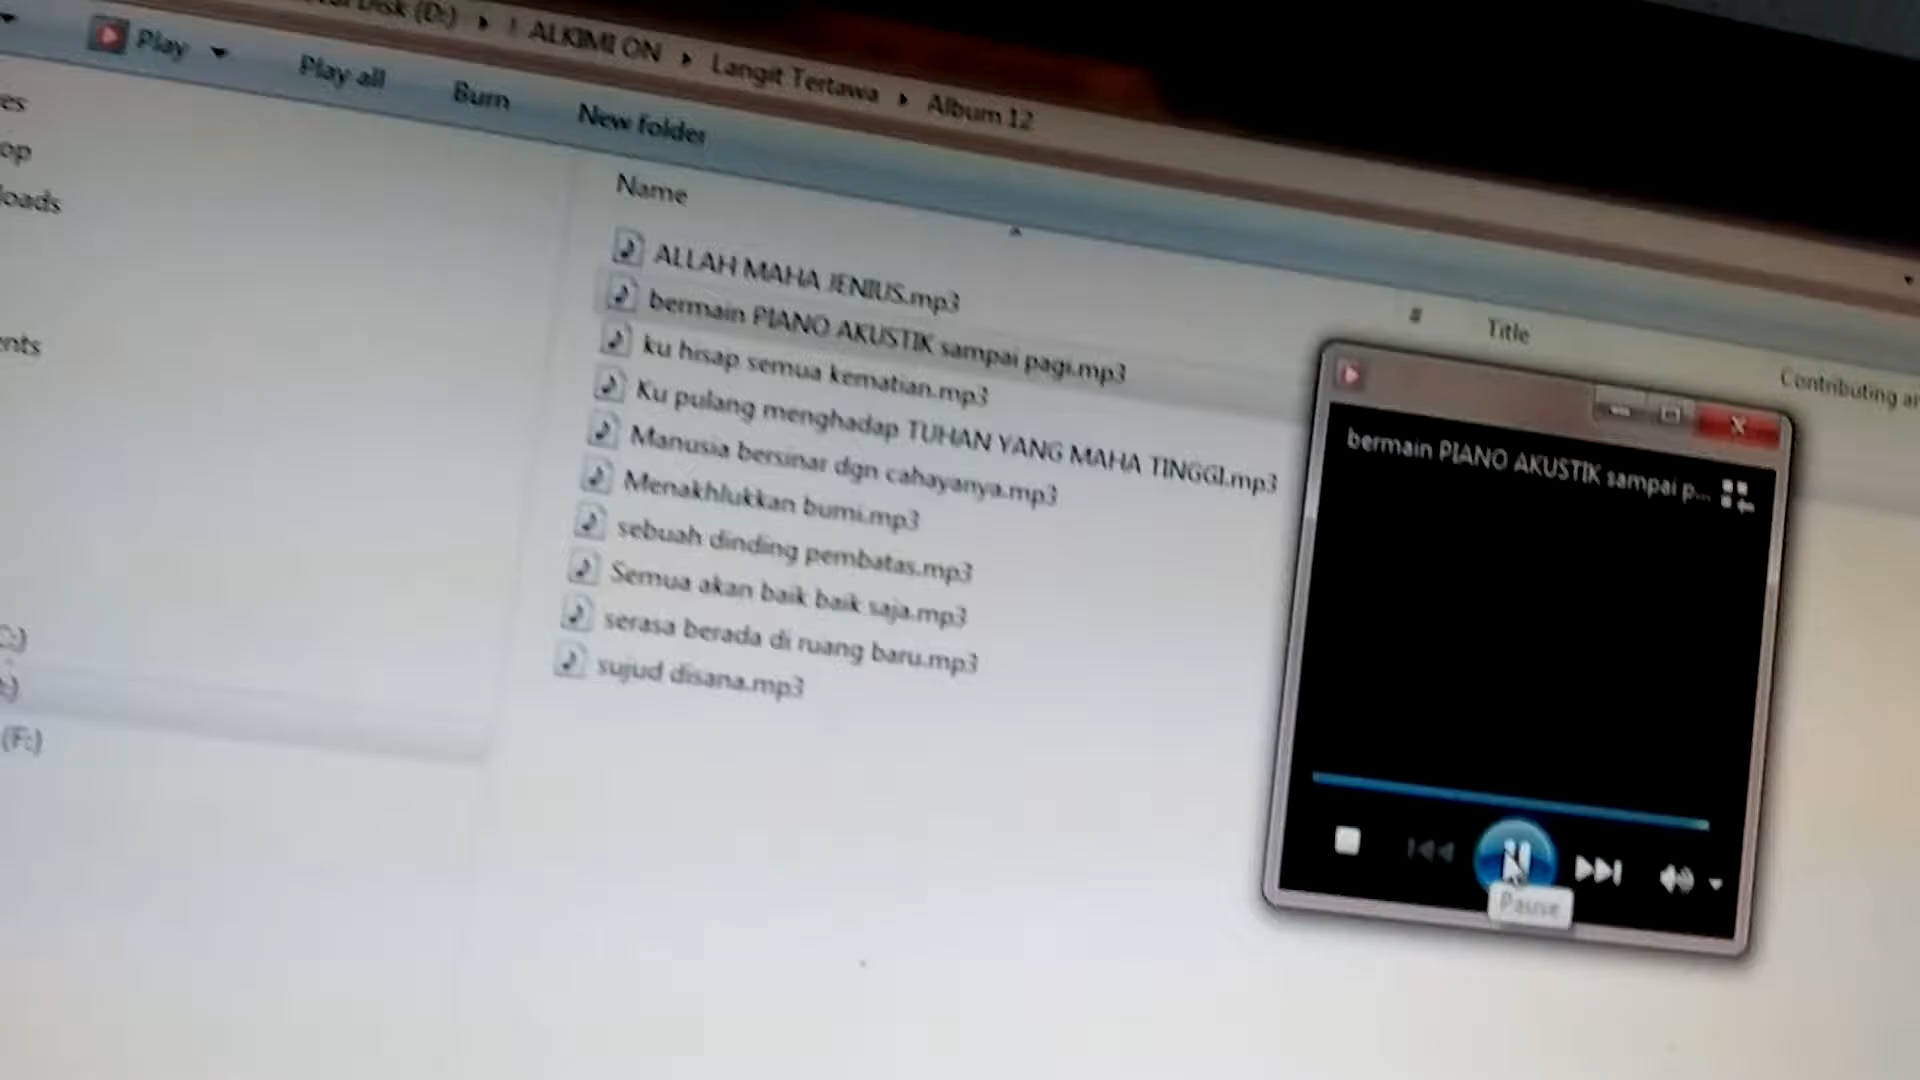 Disk (D:) ▸ ! ALKIMI ON ▸ Langit Tertawa ▸ Album 12
Play Play all Burn New folder
Name # Title Contributing
ALLAH MAHA JENIUS.mp3
bermain PIANO AKUSTIK sampai pagi.mp3
ku hisap semua kematian.mp3
Ku pulang menghadap TUHAN YANG MAHA TINGGI.mp3
Manusia bersinar dgn cahayanya.mp3
Menakhlukkan bumi.mp3
sebuah dinding pembatas.mp3
Semua akan baik baik saja.mp3
serasa berada di ruang baru.mp3
sujud disana.mp3
(F:)
bermain PIANO AKUSTIK sampai p...
Pause